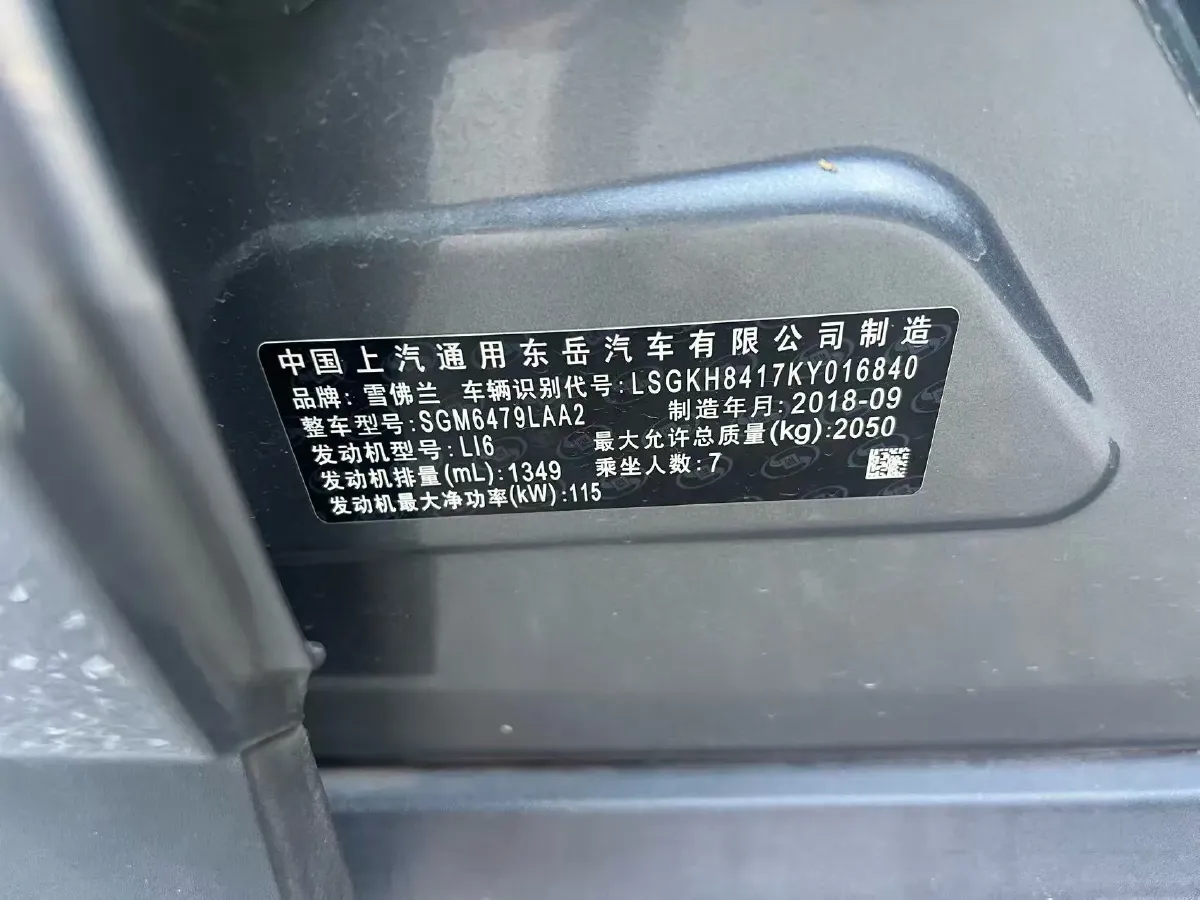 中国上汽通用东岳汽车有限公司制造
品牌: 雪佛兰 车辆识别代号:LSGKH8417KY016840
整车型号:SGM6479LAA2 制造年月:2018-09
发动机型号:LI6 最大允许总质量(kg):2050
发动机排量(mL):1349 乘坐人数:7
发动机最大净功率(kW):115